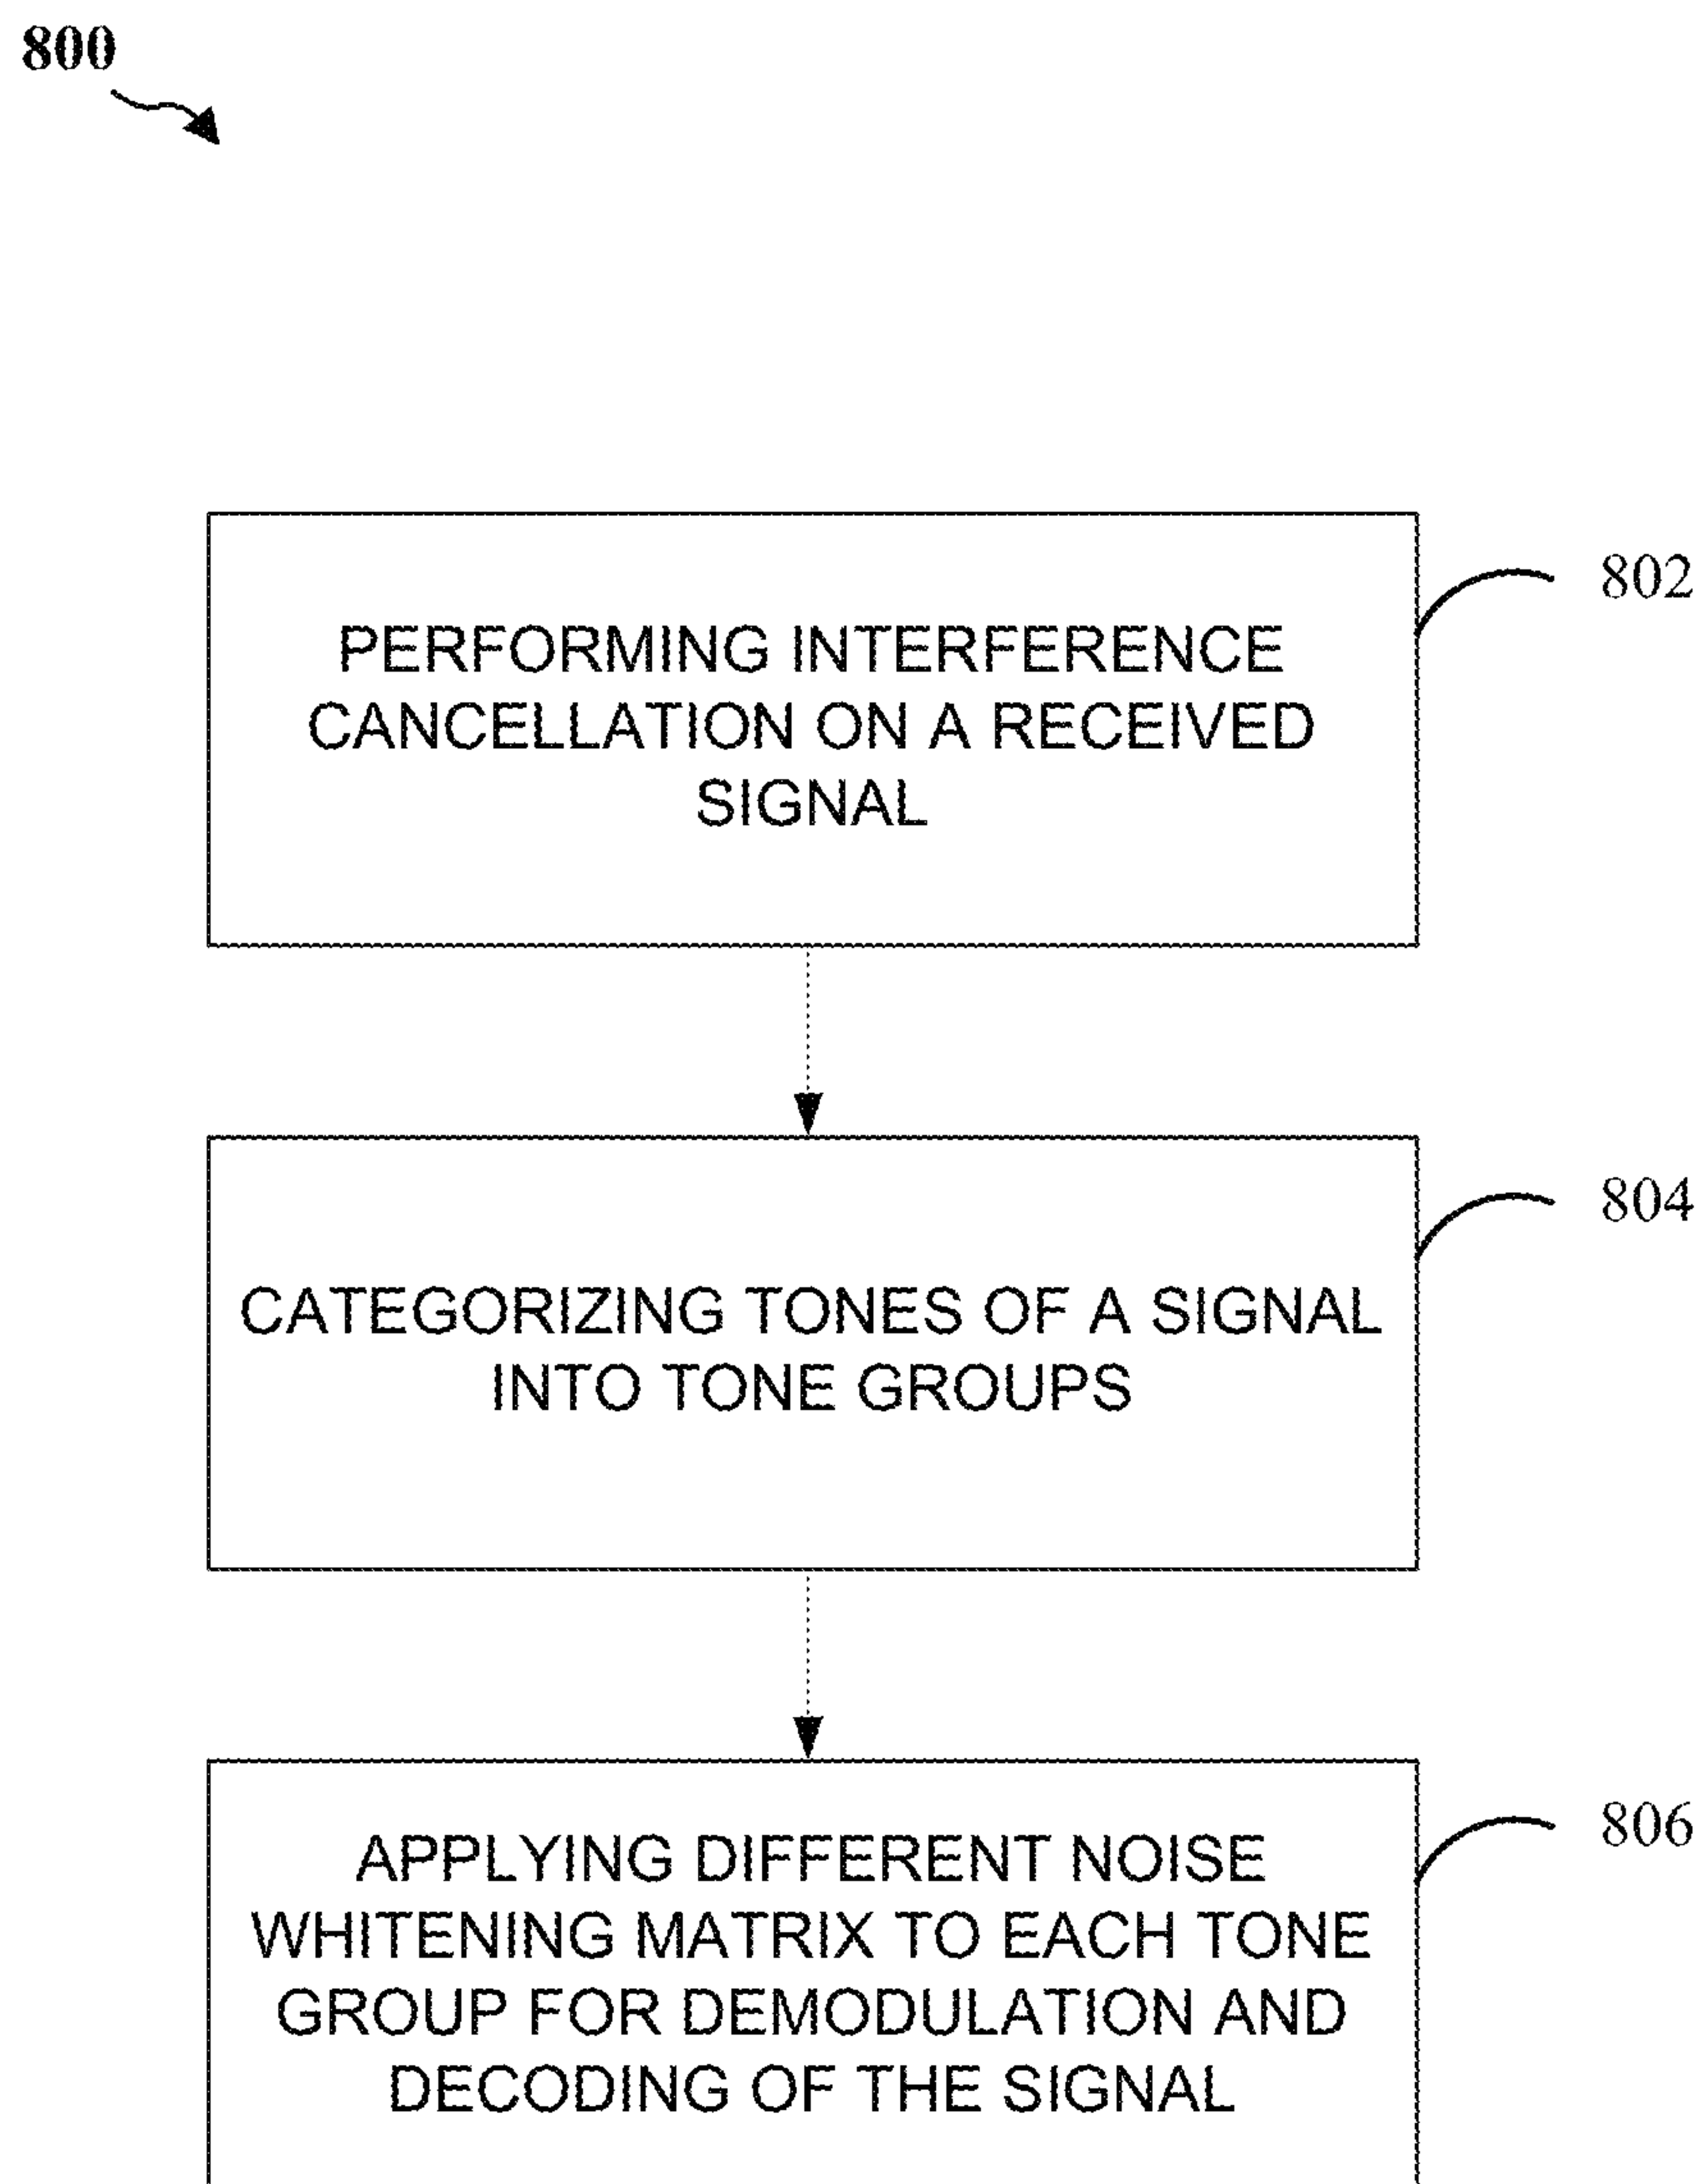 800
PERFORMING INTERFERENCE
CANCELLATION ON A RECEIVED
SIGNAL
802
CATEGORIZING TONES OF A SIGNAL
INTO TONE GROUPS
804
APPLYING DIFFERENT NOISE
WHITENING MATRIX TO EACH TONE
GROUP FOR DEMODULATION AND
DECODING OF THE SIGNAL
806